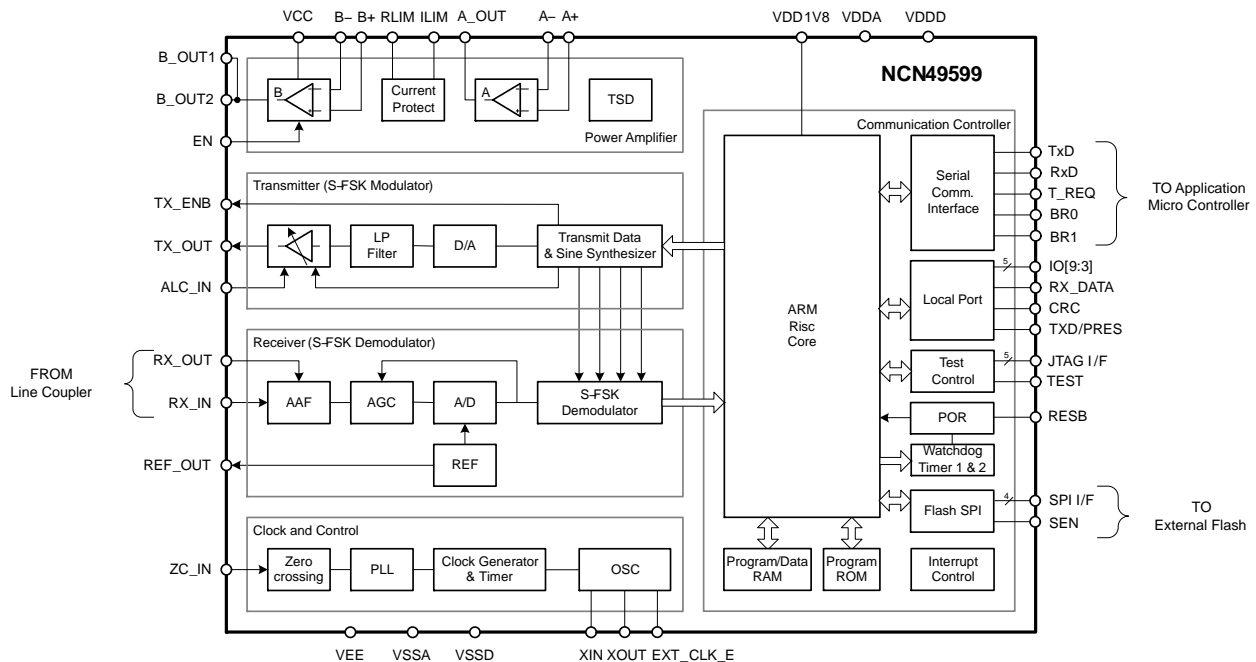 VCC B– B+ RLIM ILIM A_OUT A– A+ VDD1V8 VDDA VDDD
B_OUT1
B_OUT2
EN
B
Current
Protect
A
TSD
Power Amplifier
NCN49599
Communication Controller
Transmitter (S-FSK Modulator)
TX_ENB
TX_OUT
ALC_IN
LP
Filter
D/A
Transmit Data
& Sine Synthesizer
ARM
Risc
Core
Serial
Comm.
Interface
TxD
RxD
T_REQ
BR0
BR1
TO Application
Micro Controller
Local Port
5
IO[9:3]
RX_DATA
CRC
TXD/PRES
Receiver (S-FSK Demodulator)
FROM
Line Coupler
RX_OUT
RX_IN
REF_OUT
AAF
AGC
A/D
S-FSK
Demodulator
REF
Test
Control
5
JTAG I/F
TEST
POR
RESB
Watchdog
Timer 1 & 2
Flash SPI
4
SPI I/F
SEN
TO
External Flash
Clock and Control
ZC_IN
Zero
crossing
PLL
Clock Generator
& Timer
OSC
Program/Data
RAM
Program
ROM
Interrupt
Control
VEE VSSA VSSD XIN XOUT EXT_CLK_E